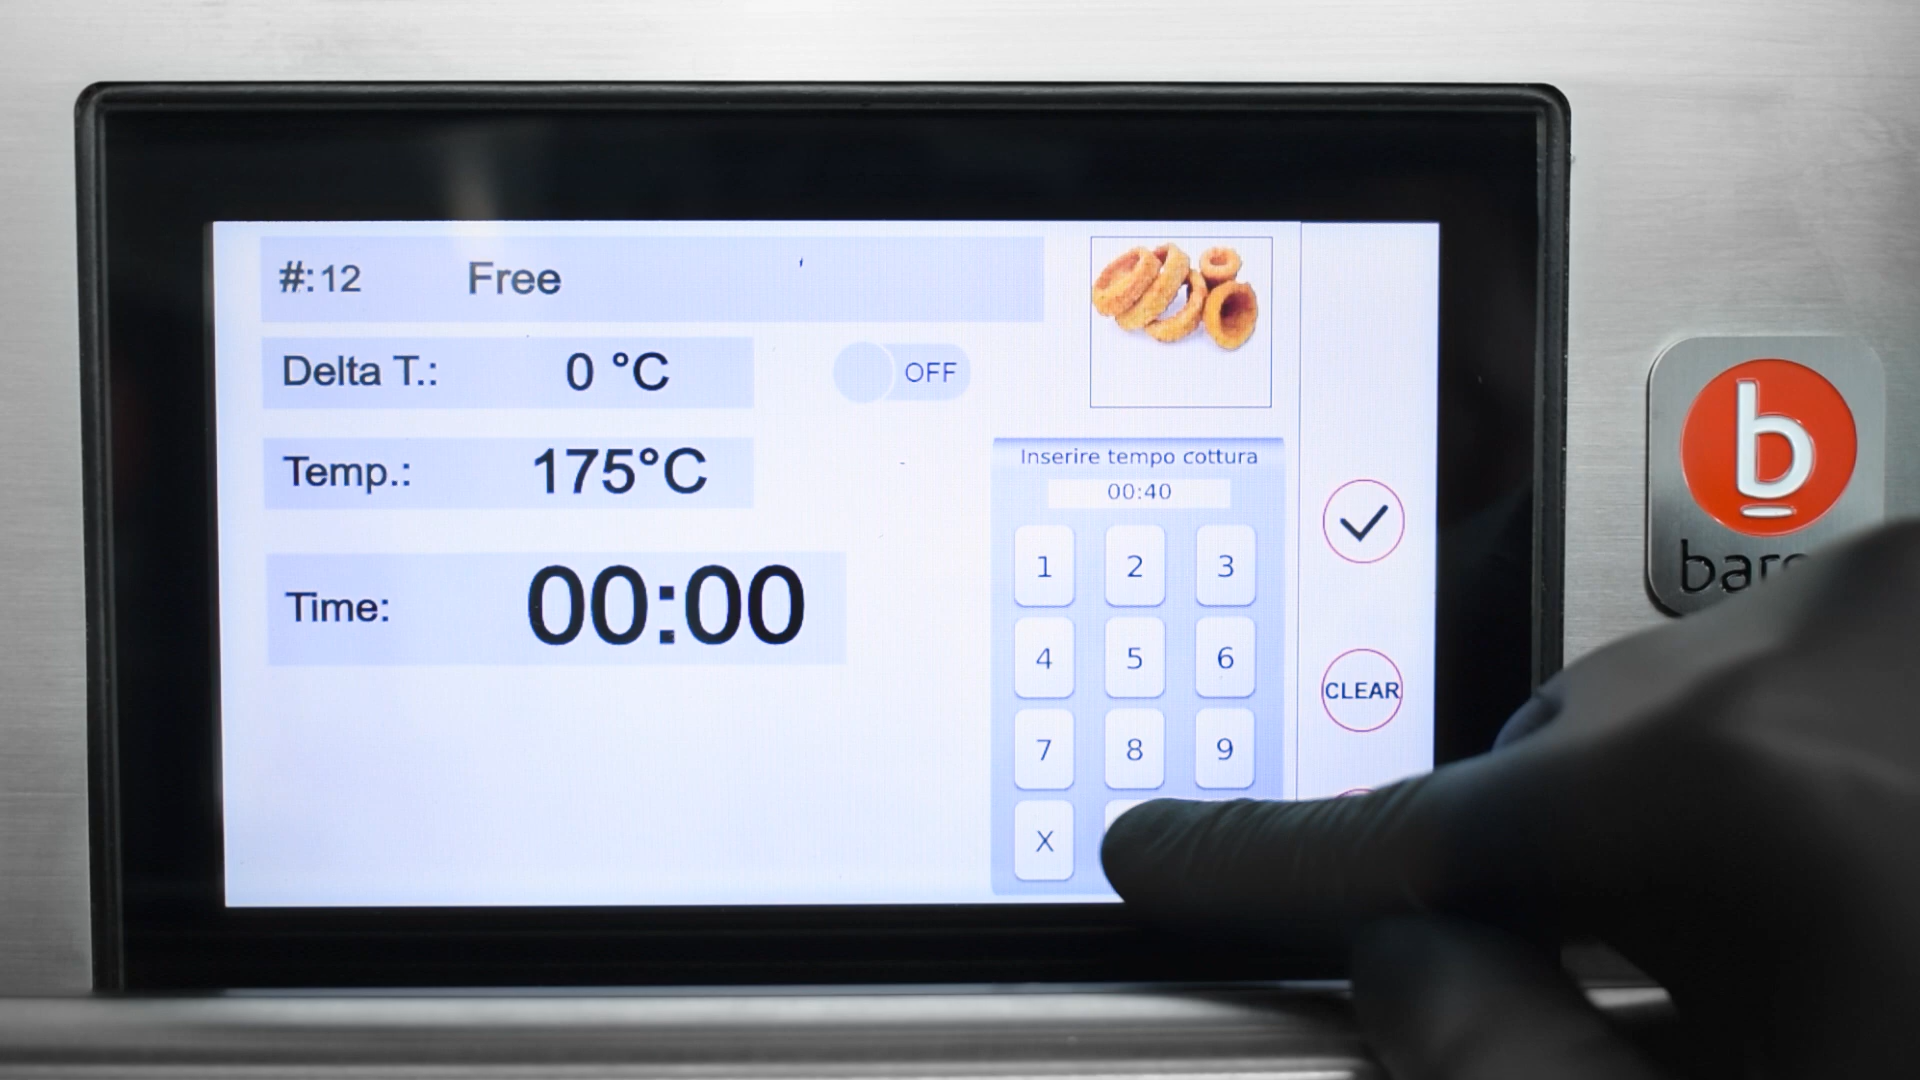 #:12 Free
Delta T.: 0 °C OFF
Temp.: 175°C
Time: 00:00
Inserire tempo cottura
00:40
1 2 3
4 5 6
7 8 9
X
CLEAR
b